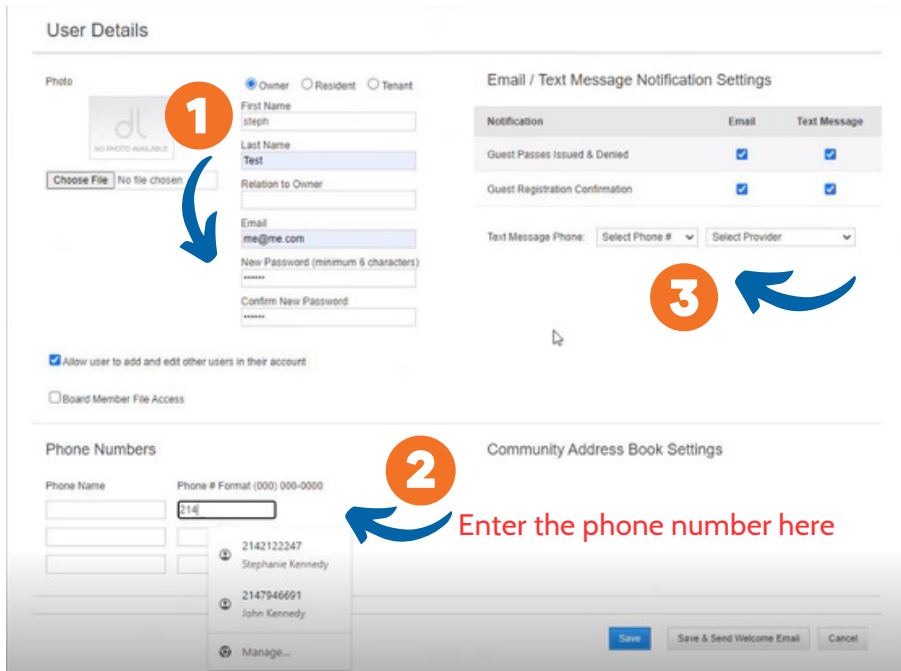 User Details
Photo
dl
NO PHOTO AVAILABLE
Choose File No file chosen
1
Owner Resident Tenant
First Name
steph
Last Name
Test
Relation to Owner
Email
me@me.com
New Password (minimum 6 characters)
••••••
Confirm New Password
••••••
Allow user to add and edit other users in their account
Board Member File Access
Email / Text Message Notification Settings
Notification Email Text Message
Guest Passes Issued & Denied
Guest Registration Confirmation
Text Message Phone: Select Phone # Select Provider
3
Phone Numbers
Phone Name Phone # Format (000) 000-0000
214
2142122247
Stephanie Kennedy
2147946691
John Kennedy
Manage...
2
Enter the phone number here
Community Address Book Settings
Save Save & Send Welcome Email Cancel